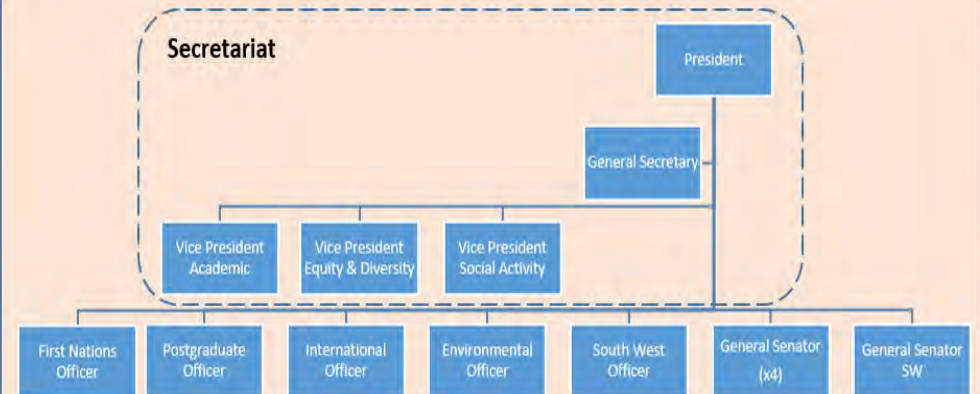 Secretariat
President
General Secretary
Vice President
Academic
Vice President
Equity & Diversity
Vice President
Social Activity
First Nations
Officer
Postgraduate
Officer
International
Officer
Environmental
Officer
South West
Officer
General Senator
(x4)
General Senator
SW